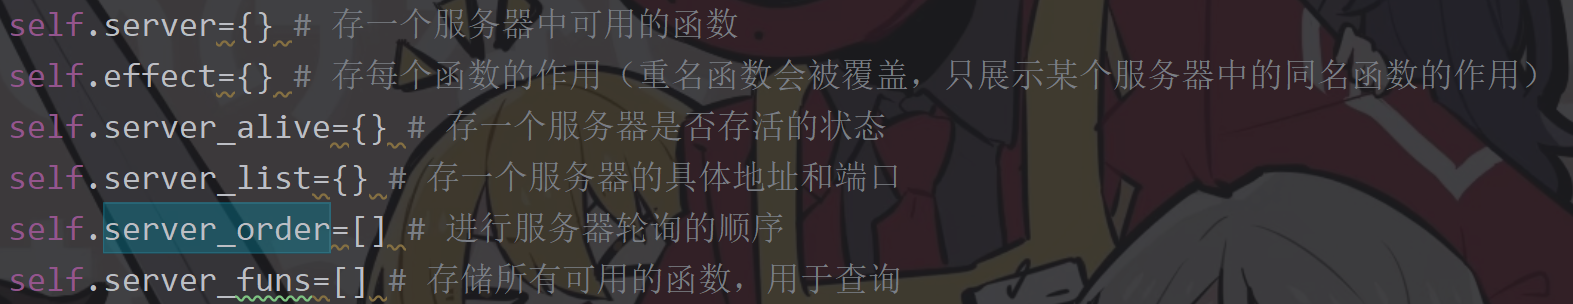 self.server={} # 存一个服务器中可用的函数
self.effect={} # 存每个函数的作用（重名函数会被覆盖，只展示某个服务器中的同名函数的作用）
self.server_alive={} # 存一个服务器是否存活的状态
self.server_list={} # 存一个服务器的具体地址和端口
self.server_order=[] # 进行服务器轮询的顺序
self.server_funs=[] # 存储所有可用的函数，用于查询